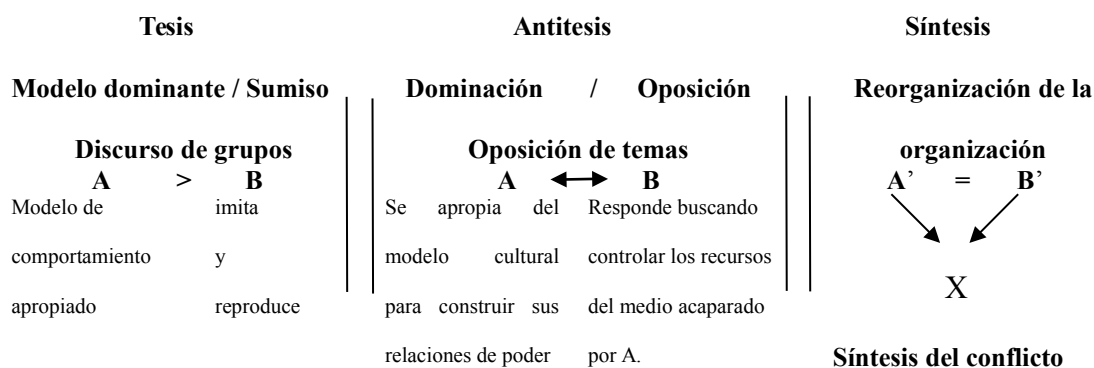 Tesis
Antitesis
Síntesis
Modelo dominante / Sumiso
Dominación / Oposición
Reorganización de la
Discurso de grupos
Oposición de temas
organización
A > B
A B
A’ = B’
Modelo de
comportamiento
apropiado
imita
y
reproduce
Se apropia del
modelo cultural
para construir sus
relaciones de poder
Responde buscando
controlar los recursos
del medio acaparado
por A.
X
Síntesis del conflicto